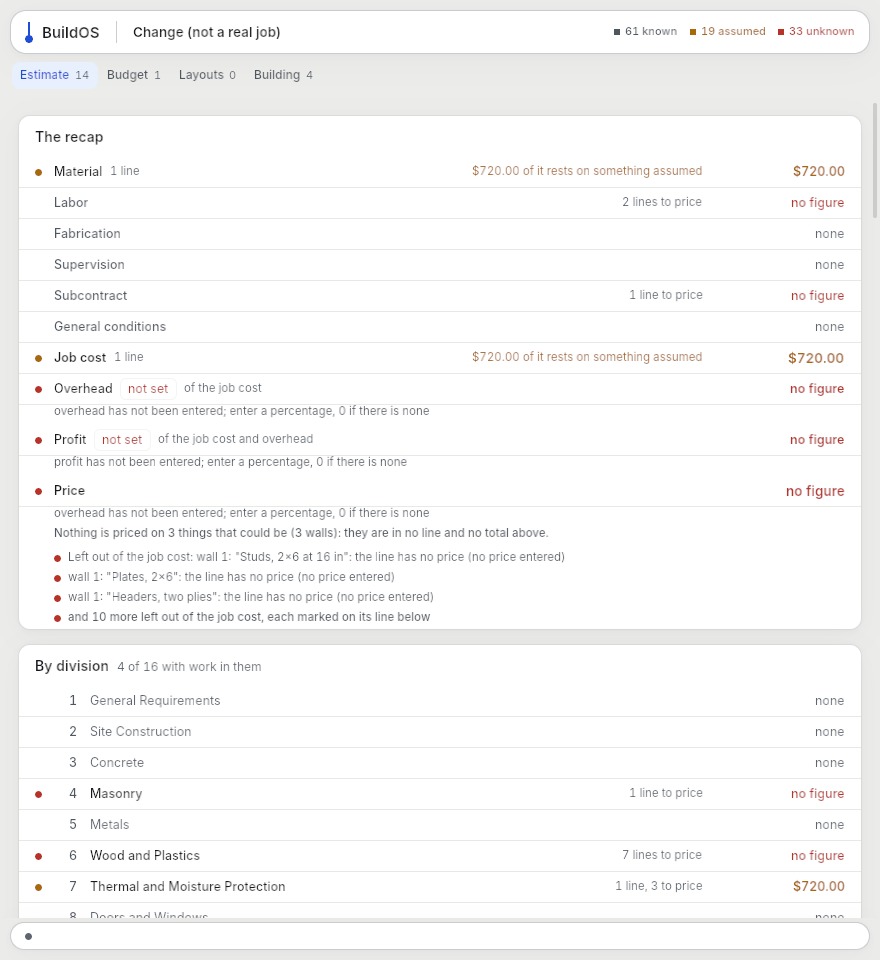 BuildOS Change (not a real job) 61 known 19 assumed 33 unknown
Estimate 14 Budget 1 Layouts 0 Building 4
The recap
Material 1 line $720.00 of it rests on something assumed $720.00
Labor 2 lines to price no figure
Fabrication none
Supervision none
Subcontract 1 line to price no figure
General conditions none
Job cost 1 line $720.00 of it rests on something assumed $720.00
Overhead not set of the job cost no figure
overhead has not been entered; enter a percentage, 0 if there is none
Profit not set of the job cost and overhead no figure
profit has not been entered; enter a percentage, 0 if there is none
Price no figure
overhead has not been entered; enter a percentage, 0 if there is none
Nothing is priced on 3 things that could be (3 walls): they are in no line and no total above.
Left out of the job cost: wall 1: "Studs, 2×6 at 16 in": the line has no price (no price entered)
wall 1: "Plates, 2×6": the line has no price (no price entered)
wall 1: "Headers, two plies": the line has no price (no price entered)
and 10 more left out of the job cost, each marked on its line below
By division 4 of 16 with work in them
1 General Requirements none
2 Site Construction none
3 Concrete none
4 Masonry 1 line to price no figure
5 Metals none
6 Wood and Plastics 7 lines to price no figure
7 Thermal and Moisture Protection 1 line, 3 to price $720.00
8 Doors and Windows none